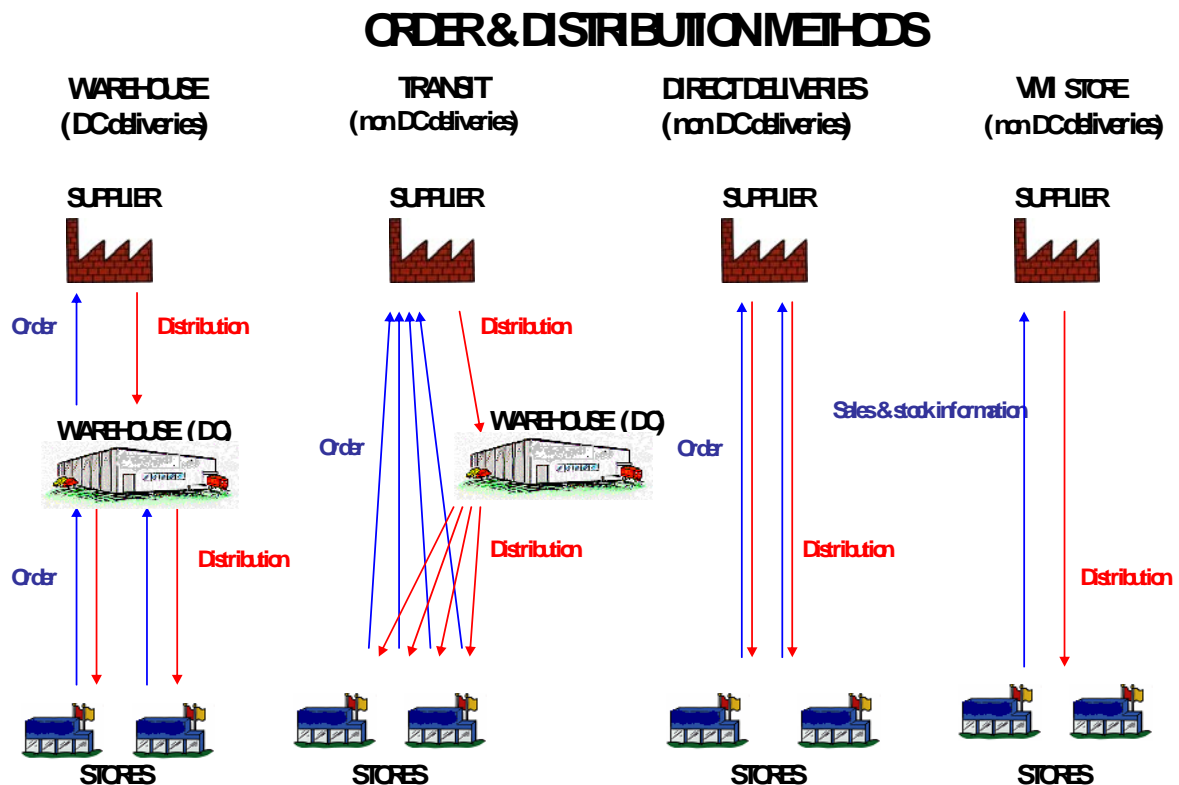 ORDER & DISTRIBUTION METHODS
WAREHOUSE
(DC deliveries)
TRANSIT
(non DC deliveries)
DIRECT DELIVERIES
(non DC deliveries)
VMI STORE
(non DC deliveries)
SUPPLIER
SUPPLIER
SUPPLIER
SUPPLIER
Order
Distribution
Distribution
WAREHOUSE (DC)
WAREHOUSE (DC)
Order
Order
Sales & stock information
Order
Distribution
Distribution
Distribution
Distribution
STORES
STORES
STORES
STORES